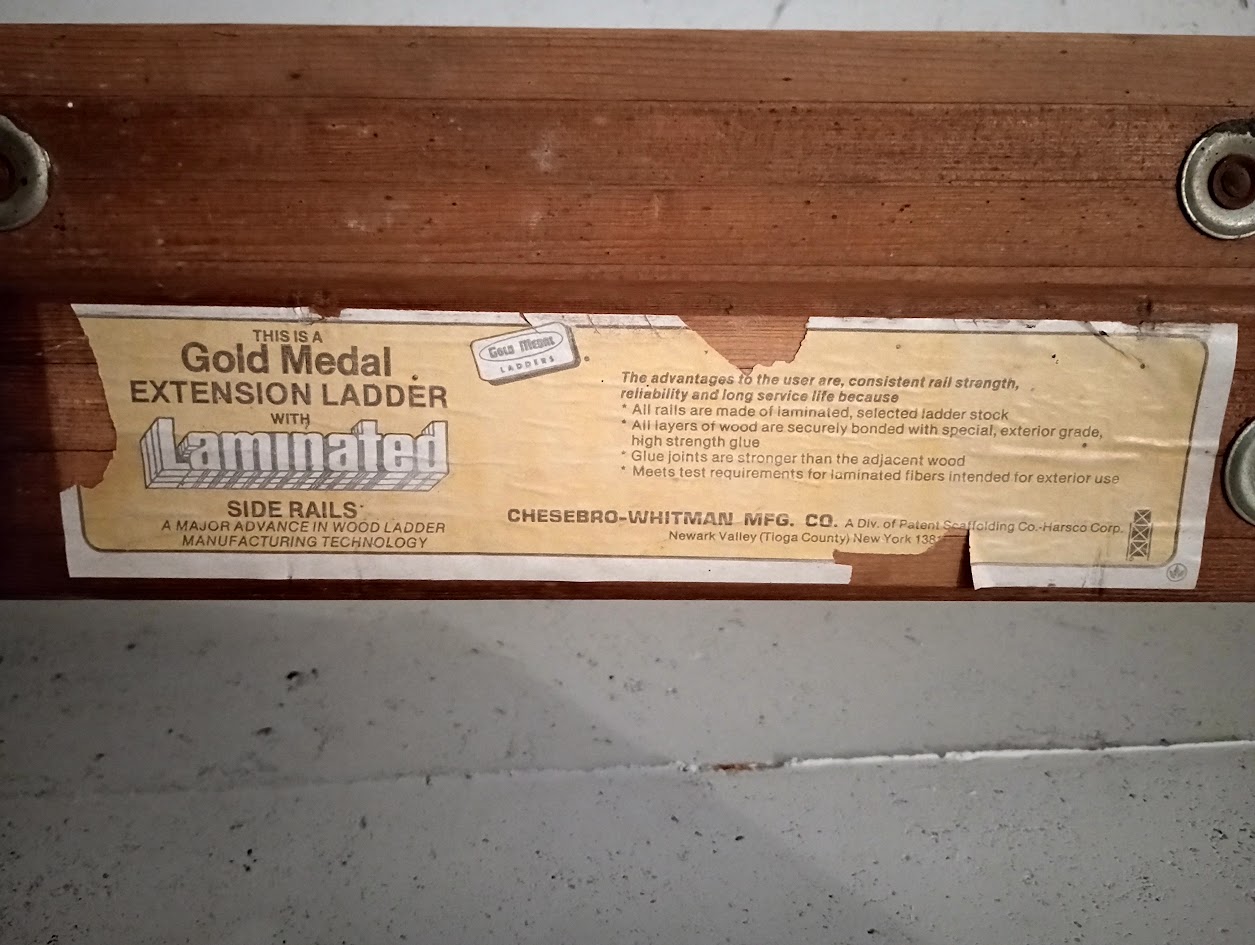 THIS IS A
Gold Medal
EXTENSION LADDER
WITH
Laminated
SIDE RAILS
A MAJOR ADVANCE IN WOOD LADDER
MANUFACTURING TECHNOLOGY
GOLD MEDAL
LADDERS
The advantages to the user are, consistent rail strength,
reliability and long service life because
* All rails are made of laminated, selected ladder stock
* All layers of wood are securely bonded with special, exterior grade,
high strength glue
* Glue joints are stronger than the adjacent wood
* Meets test requirements for laminated fibers intended for exterior use
CHESEBRO-WHITMAN MFG. CO. A Div. of Patent Scaffolding Co.-Harsco Corp.
Newark Valley (Tioga County) New York 138